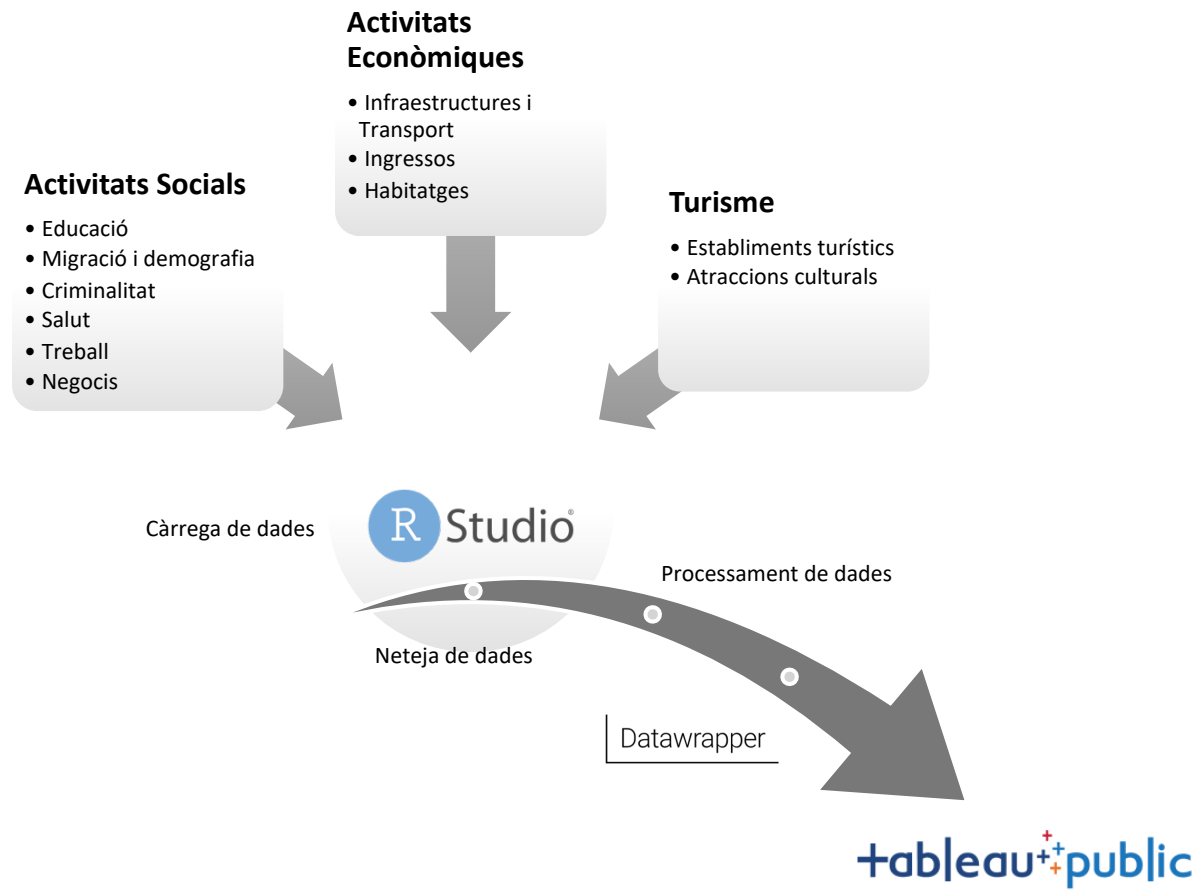 Activitats
Econòmiques
• Infraestructures i
Transport
• Ingressos
• Habitatges
Activitats Socials
• Educació
• Migració i demografia
• Criminalitat
• Salut
• Treball
• Negocis
Turisme
• Establiments turístics
• Atraccions culturals
Càrrega de dades
R Studio®
Processament de dades
Neteja de dades
Datawrapper
+ableau public